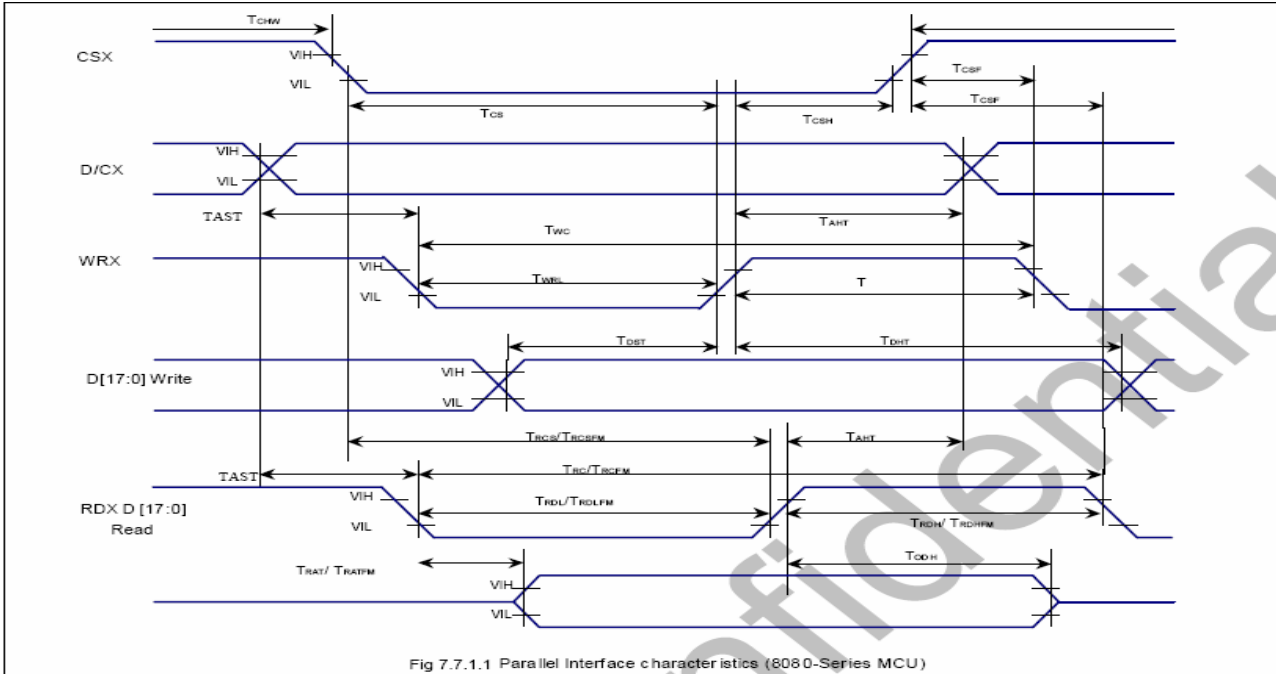 TCHW
CSX
VIH
VIL
TCSF
TCSF
TCS
TCSH
VIH
D/CX
VIL
TAST
TAHT
TWC
WRX
VIH
TWRL
T
VIL
TDST
TDHT
VIH
D[17:0] Write
VIL
TRCS/TRCSFM
TAHT
TAST
TRC/TRCFM
VIH
TRDL/TRDLFM
RDX D [17:0]
Read
VIL
TRDH/ TRDHFM
TRAT/ TRATFM
TODH
VIH
VIL
Fig 7.7.1.1 Parallel Interface characteristics (8080-Series MCU)
nfidential